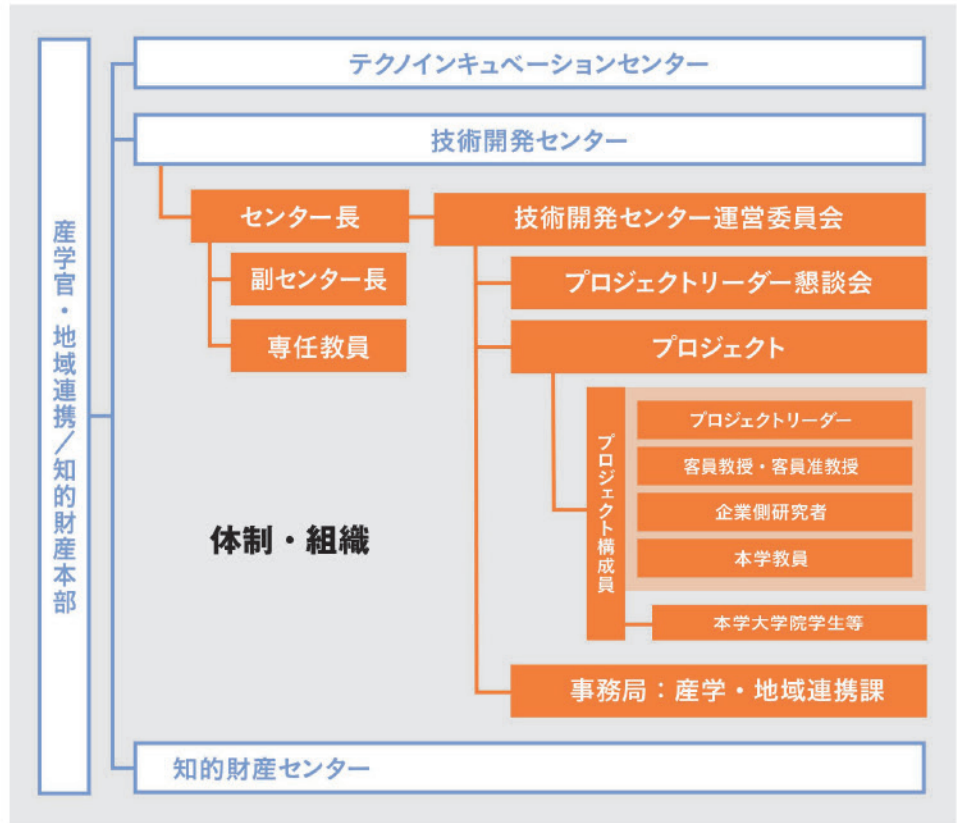 産学官・地域連携/知的財産本部
テクノインキュベーションセンター
技術開発センター
センター長
副センター長
専任教員
技術開発センター運営委員会
プロジェクトリーダー懇談会
プロジェクト
プロジェクト構成員
プロジェクトリーダー
客員教授・客員准教授
企業側研究者
本学教員
本学大学院学生等
事務局：産学・地域連携課
体制・組織
知的財産センター